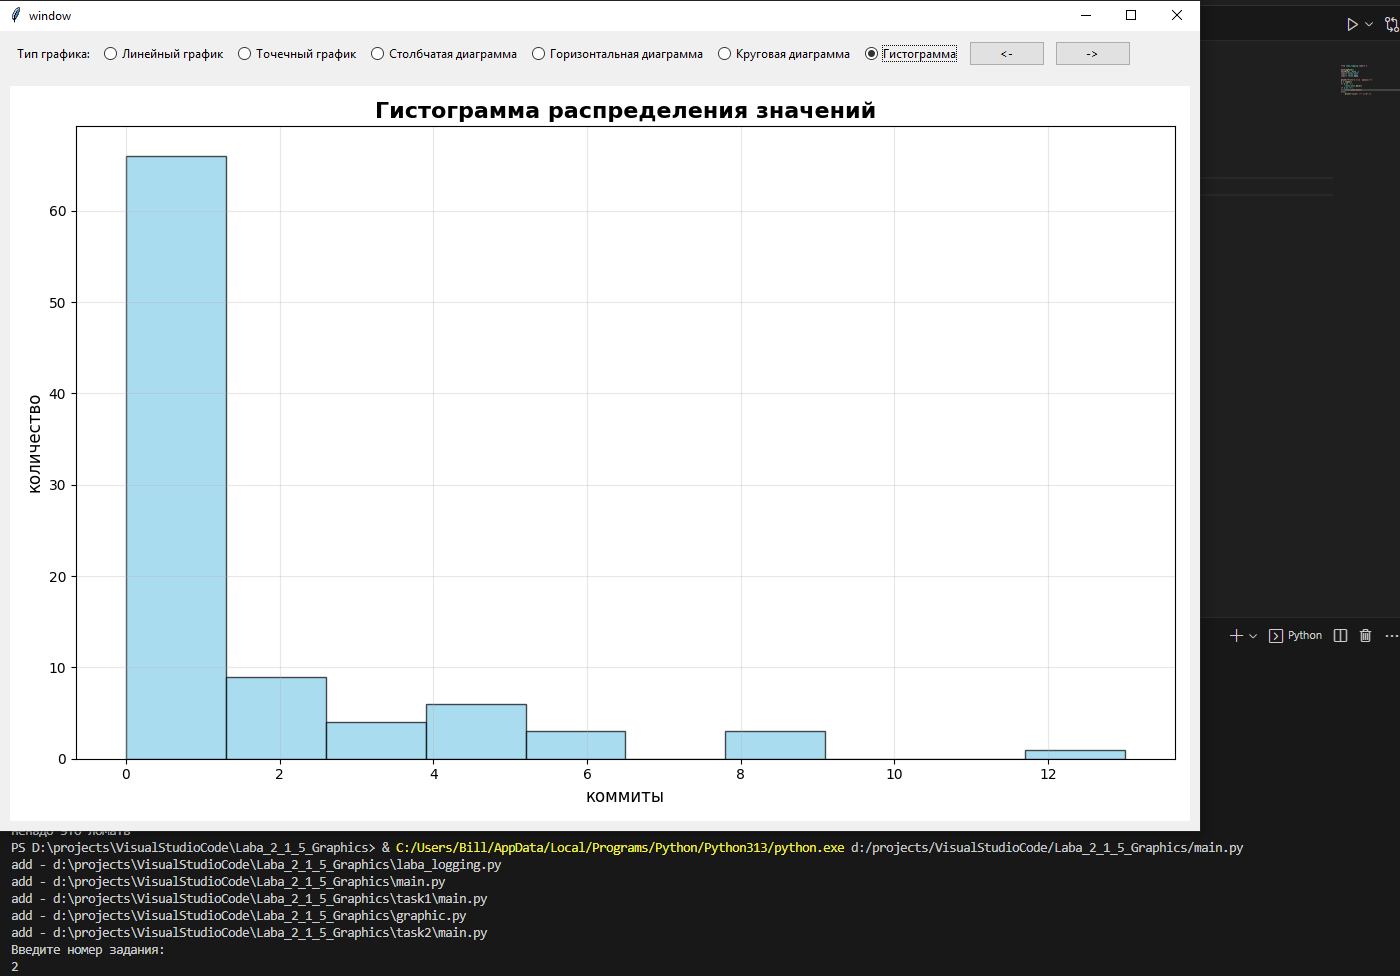 window
Тип графика: Линейный график Точечный график Столбчатая диаграмма Горизонтальная диаграмма Круговая диаграмма Гистограмма <- ->
Гистограмма распределения значений
60
50
40
30
20
10
0
количество
0 2 4 6 8 10 12
коммиты
Python
ненадо это ломать
PS D:\projects\VisualStudioCode\Laba_2_1_5_Graphics> & C:/Users/Bill/AppData/Local/Programs/Python/Python313/python.exe d:/projects/VisualStudioCode/Laba_2_1_5_Graphics/main.py
add - d:\projects\VisualStudioCode\Laba_2_1_5_Graphics\laba_logging.py
add - d:\projects\VisualStudioCode\Laba_2_1_5_Graphics\main.py
add - d:\projects\VisualStudioCode\Laba_2_1_5_Graphics\task1\main.py
add - d:\projects\VisualStudioCode\Laba_2_1_5_Graphics\graphic.py
add - d:\projects\VisualStudioCode\Laba_2_1_5_Graphics\task2\main.py
Введите номер задания:
2